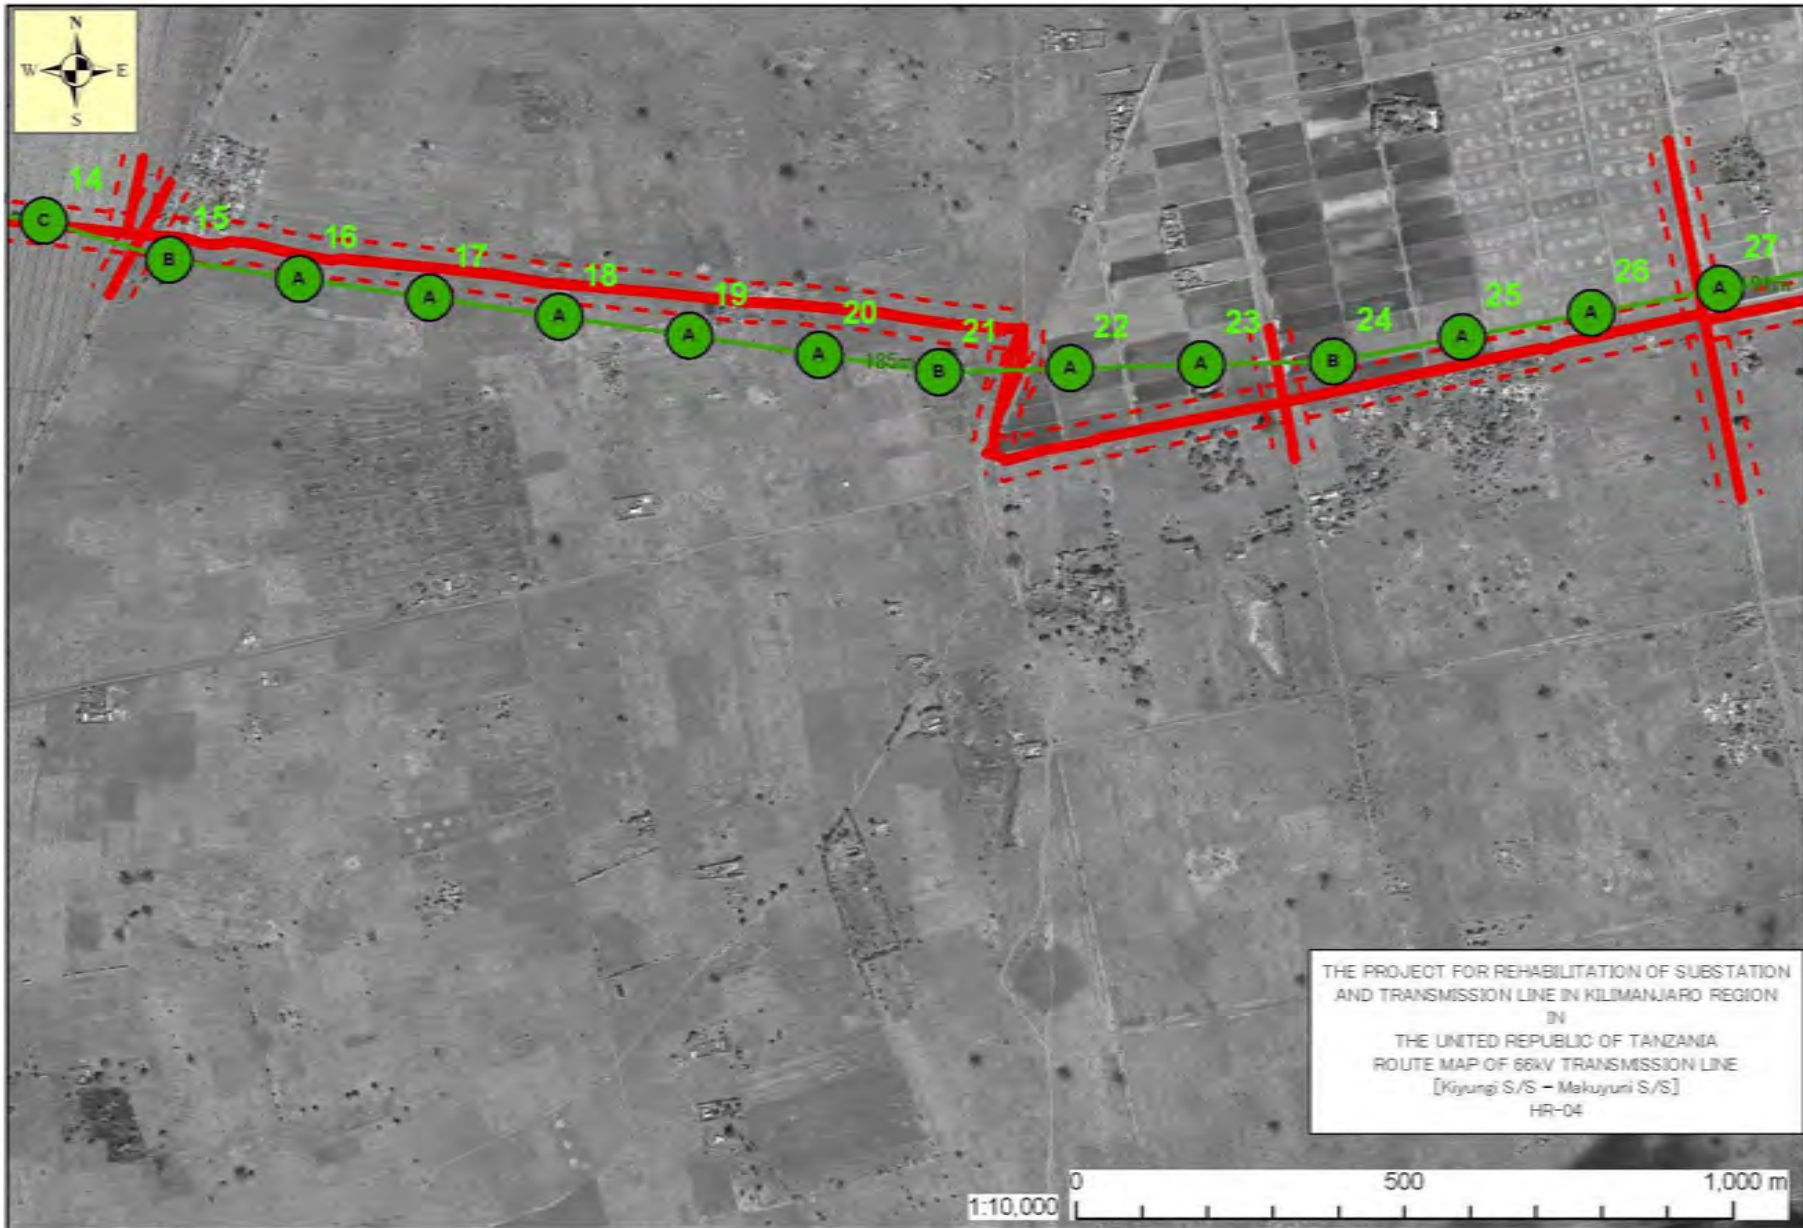 N
W E
S
14
15
16
17
18
19
20
21
22
23
24
25
26
27
C
B
A
A
A
A
A
B
A
A
B
A
A
A
185m
THE PROJECT FOR REHABILITATION OF SUBSTATION
AND TRANSMISSION LINE IN KILIMANJARO REGION
IN
THE UNITED REPUBLIC OF TANZANIA
ROUTE MAP OF 66kV TRANSMISSION LINE
[Kiyungi S/S - Makuyuni S/S]
HR-04
0 500 1,000 m
1:10,000